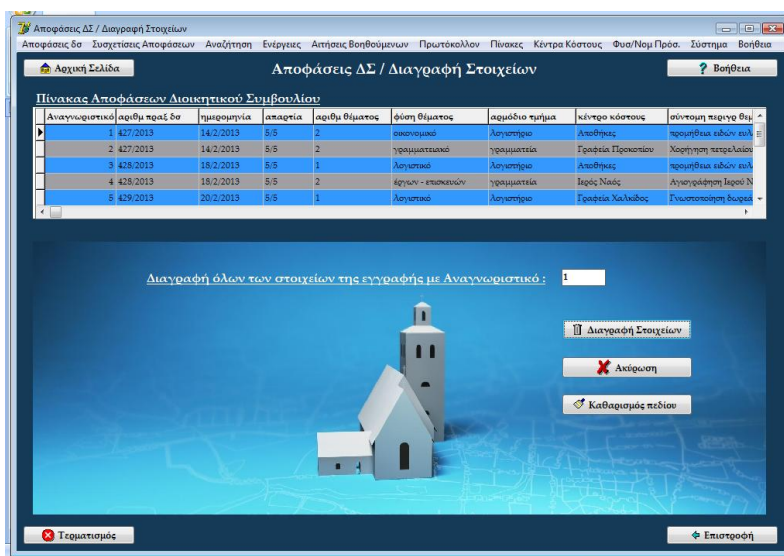 Αποφάσεις ΔΣ / Διαγραφή Στοιχείων
Αποφάσεις δσ Συσχετίσεις Αποφάσεων Αναζήτηση Ενέργειες Αιτήσεις Βοηθούμενων Πρωτόκολλον Πίνακες Κέντρα Κόστους Φυσ/Νομ Πρόσ. Σύστημα Βοήθεια
Αρχική Σελίδα Αποφάσεις ΔΣ / Διαγραφή Στοιχείων ? Βοήθεια
Πίνακας Αποφάσεων Διοικητικού Συμβουλίου
Αναγνωριστικό αριθμ πραξ δσ ημερομηνία απαρτία αριθμ θέματος φύση θέματος αρμόδιο τμήμα κέντρο κόστους σύντομη περιγρ θεμ
1 427/2013 14/2/2013 5/5 2 οικονομικό Λογιστήριο Αποθήκες προμήθεια ειδών ευλ
2 427/2013 14/2/2013 5/5 2 γραμματειακό γραμματεία Γραφεία Προκοπίου Χορήγηση πετρελαίου
3 428/2013 18/2/2013 5/5 1 Λογιστικό Λογιστήριο Αποθήκες προμήθεια ειδών ευλ
4 428/2013 18/2/2013 5/5 2 έργων - επισκευών γραμματεία Ιερός Ναός Αγιογράφηση Ιερού Ν
5 429/2013 20/2/2013 5/5 1 Λογιστικό Λογιστήριο Γραφεία Χαλκίδος Γνωστοποίηση δωρεά
Διαγραφή όλων των στοιχείων της εγγραφής με Αναγνωριστικό : 1
Διαγραφή Στοιχείων
Ακύρωση
Καθαρισμός πεδίου
Τερματισμός Επιστροφή